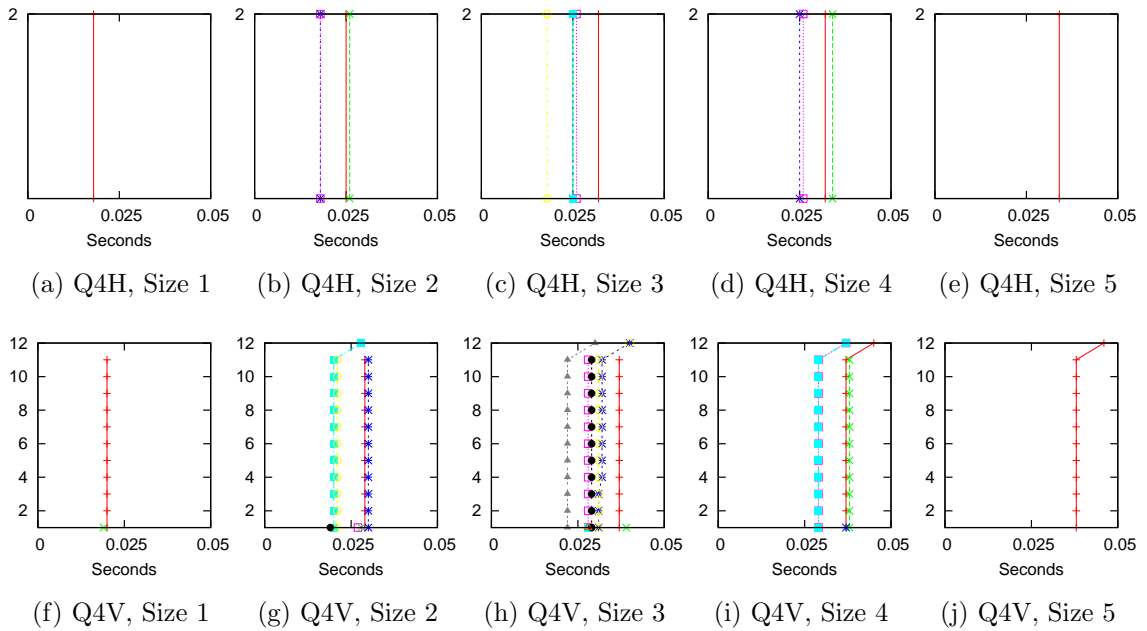 2 2 2 2 2
0 0.025 0.05 0 0.025 0.05 0 0.025 0.05 0 0.025 0.05 0 0.025 0.05
Seconds Seconds Seconds Seconds Seconds
(a) Q4H, Size 1 (b) Q4H, Size 2 (c) Q4H, Size 3 (d) Q4H, Size 4 (e) Q4H, Size 5
12 12 12 12 12
10 10 10 10 10
8 8 8 8 8
6 6 6 6 6
4 4 4 4 4
2 2 2 2 2
0 0.025 0.05 0 0.025 0.05 0 0.025 0.05 0 0.025 0.05 0 0.025 0.05
Seconds Seconds Seconds Seconds Seconds
(f) Q4V, Size 1 (g) Q4V, Size 2 (h) Q4V, Size 3 (i) Q4V, Size 4 (j) Q4V, Size 5